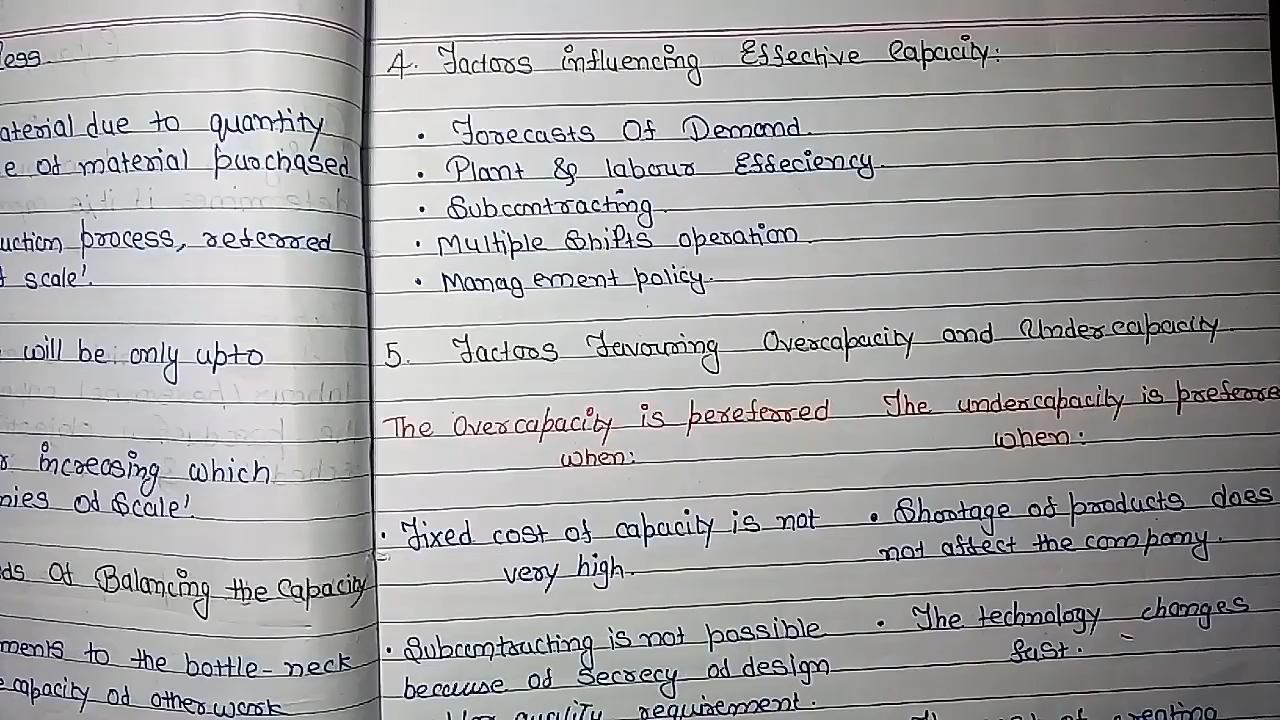 less
aterial due to quantity
e of material purchased
uction process, referred
scale'.
will be only upto
increasing which
nies of Scale'
ds Of Balancing the Capacity
ments to the bottle-neck
capacity of other work
4. Factors influencing Effective Capacity:
• Forecasts Of Demand
• Plant & labour Effeciency
• Subcontracting
• Multiple Shifts operation
• Management policy.
5. Factors Favouring Overcapacity and Undercapacity
The Overcapacity is pereferred
when:
• Fixed cost of capacity is not
very high.
• Subcontracting is not possible
because of Secrecy of design
quality requirement.
The undercapacity is preferre
when:
• Shortage of products does
not affect the company.
• The technology changes
fast.